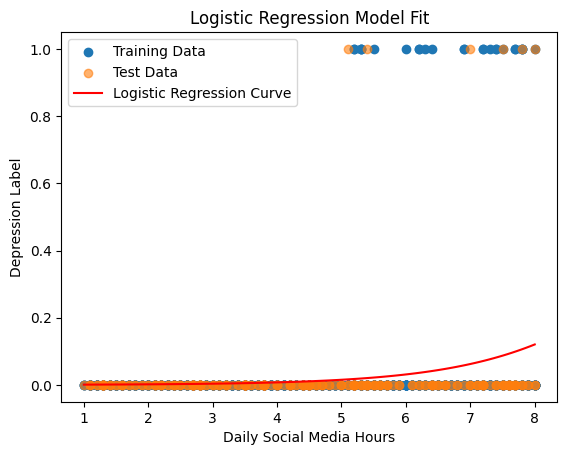 Logistic Regression Model Fit
Training Data
Test Data
Logistic Regression Curve
1.0
0.8
0.6
0.4
0.2
0.0
Depression Label
1 2 3 4 5 6 7 8
Daily Social Media Hours